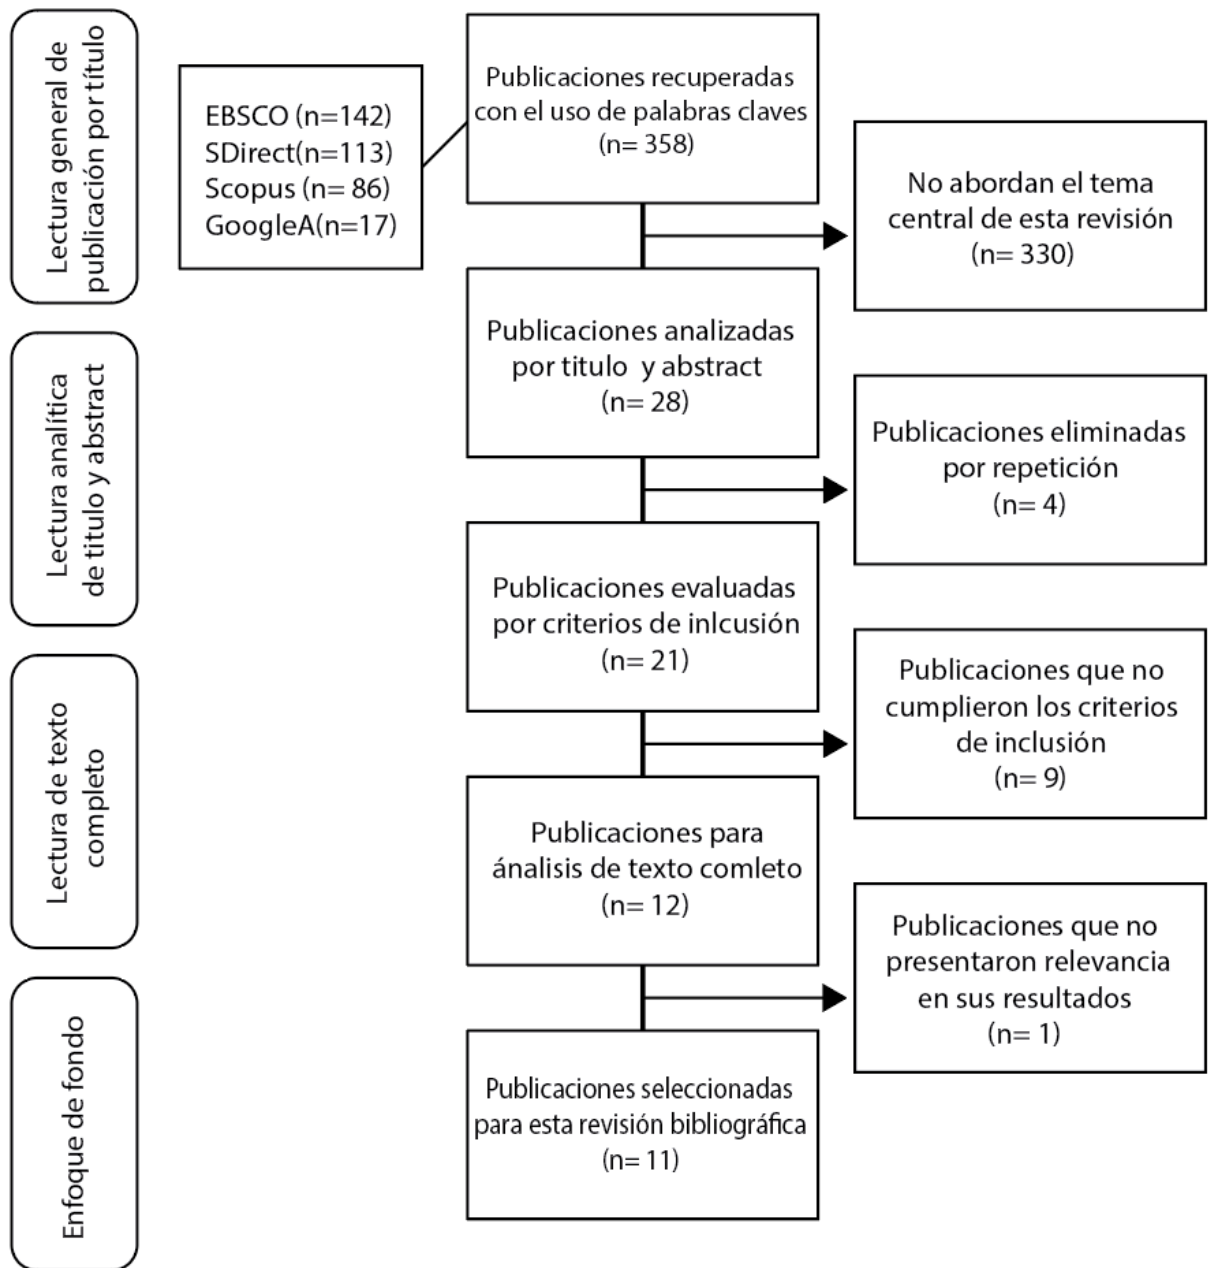 Lectura general de
publicación por título
EBSCO (n=142)
SDirect(n=113)
Scopus (n= 86)
GoogleA(n=17)
Publicaciones recuperadas
con el uso de palabras claves
(n= 358)
No abordan el tema
central de esta revisión
(n= 330)
Lectura analítica
de titulo y abstract
Publicaciones analizadas
por titulo y abstract
(n= 28)
Publicaciones eliminadas
por repetición
(n= 4)
Publicaciones evaluadas
por criterios de inlcusión
(n= 21)
Lectura de texto
completo
Publicaciones que no
cumplieron los criterios
de inclusión
(n= 9)
Publicaciones para
ánalisis de texto comleto
(n= 12)
Publicaciones que no
presentaron relevancia
en sus resultados
(n= 1)
Enfoque de fondo
Publicaciones seleccionadas
para esta revisión bibliográfica
(n= 11)